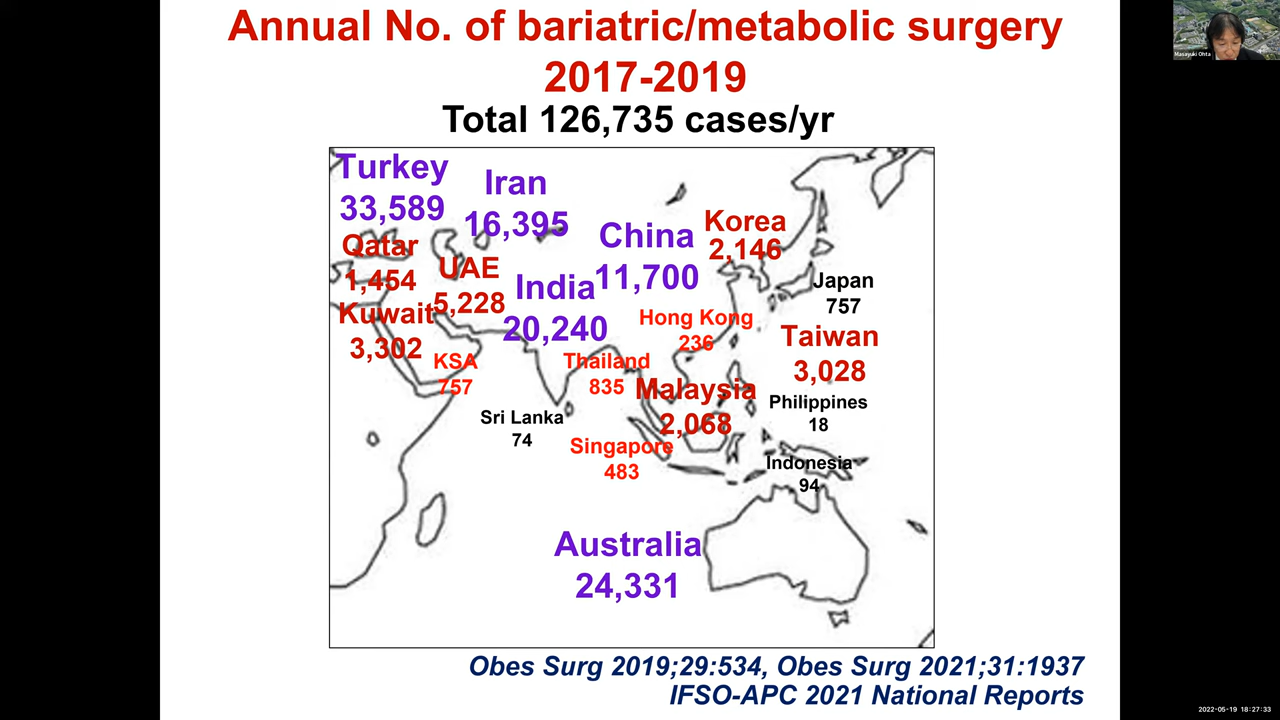 Annual No. of bariatric/metabolic surgery
2017-2019
Total 126,735 cases/yr
Turkey
33,589
Iran
16,395
China
11,700
Korea
2,146
Qatar
1,454
UAE
5,228
India
20,240
Japan
757
Kuwait
3,302
Hong Kong
236
Taiwan
3,028
KSA
757
Thailand
835
Malaysia
2,068
Philippines
18
Sri Lanka
74
Singapore
483
Indonesia
94
Australia
24,331
Obes Surg 2019;29:534, Obes Surg 2021;31:1937
IFSO-APC 2021 National Reports
Masayuki Ohta
2022-05-19 18:27:33